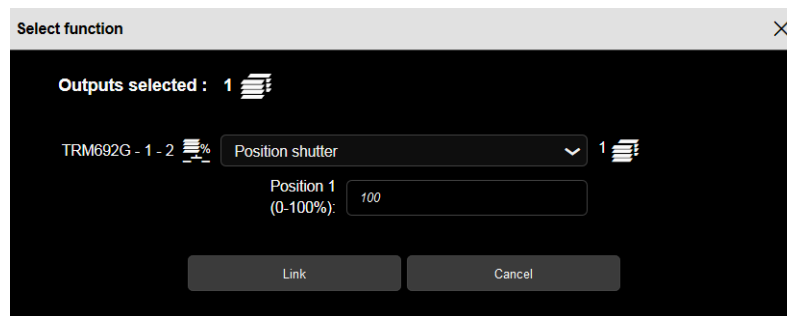 Select function
Outputs selected : 1
TRM692G - 1 - 2 % Position shutter 1
Position 1
(0-100%): 100
Link Cancel